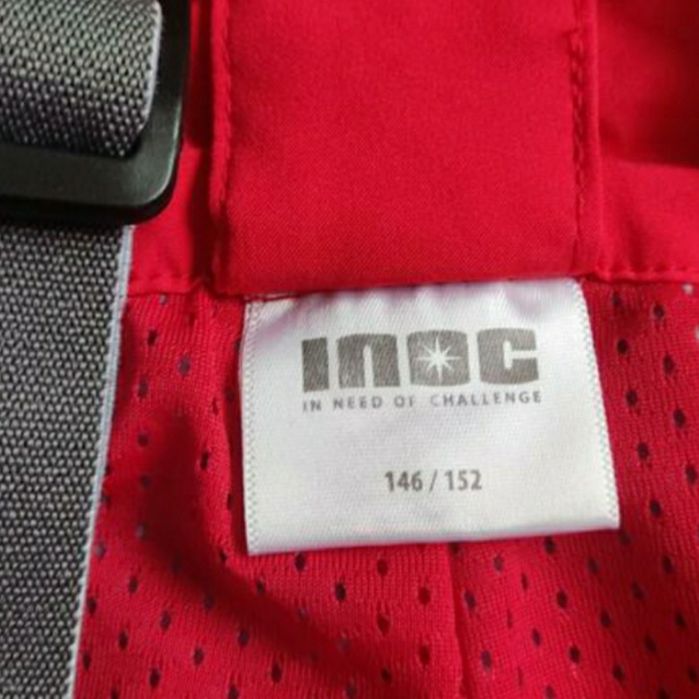 INOC
IN NEED OF CHALLENGE
146 / 152